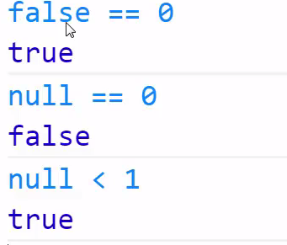 false == 0
true
null == 0
false
null < 1
true